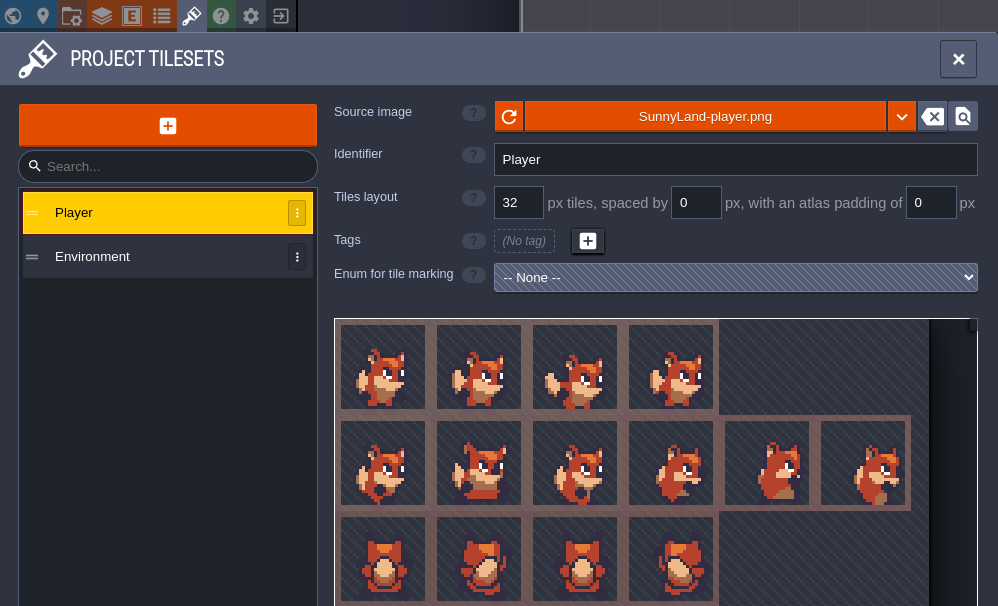 E
?
PROJECT TILESETS
Search...
Player
Environment
Source image ? SunnyLand-player.png
Identifier ? Player
Tiles layout ? 32 px tiles, spaced by 0 px, with an atlas padding of 0 px
Tags ? (No tag)
Enum for tile marking ? -- None --